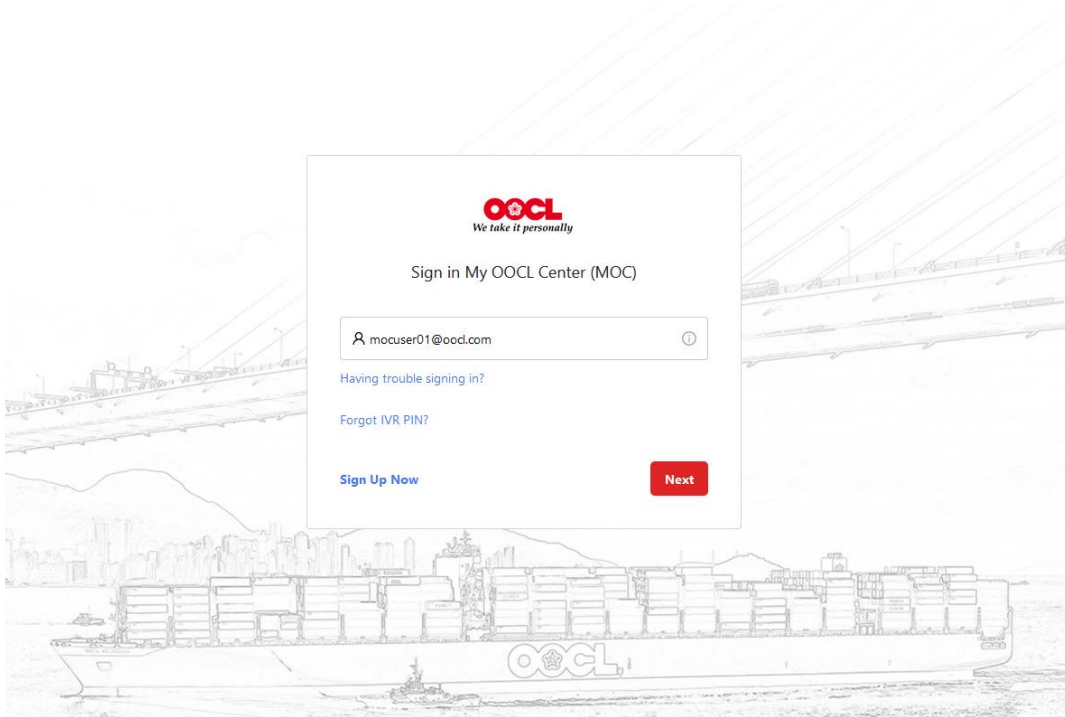 OOCL
We take it personally
Sign in My OOCL Center (MOC)
mocuser01@oocl.com
Having trouble signing in?
Forgot IVR PIN?
Sign Up Now
Next
OOCL